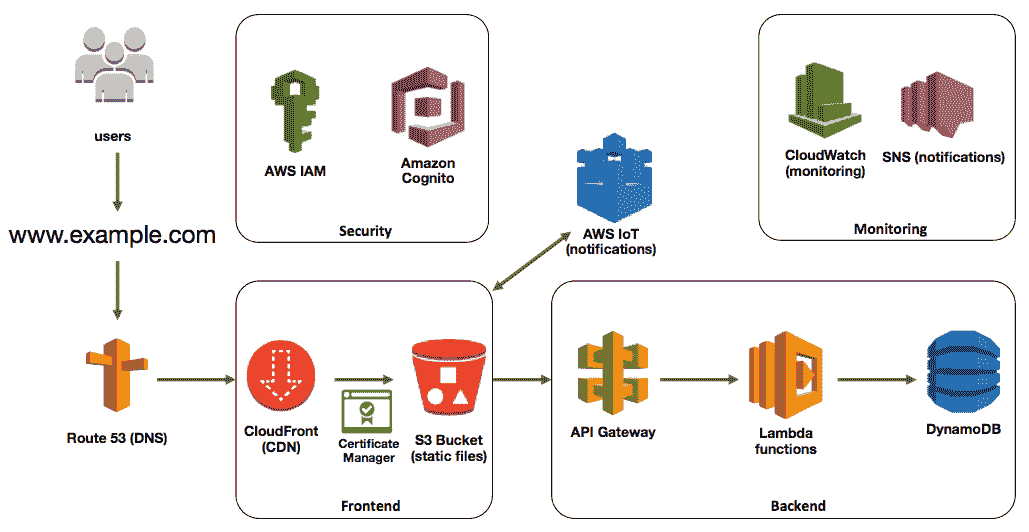 users
www.example.com
Route 53 (DNS)
AWS IAM
Amazon
Cognito
Security
AWS IoT
(notifications)
CloudWatch
(monitoring)
SNS (notifications)
Monitoring
CloudFront
(CDN)
Certificate
Manager
S3 Bucket
(static files)
Frontend
API Gateway
Lambda
functions
DynamoDB
Backend